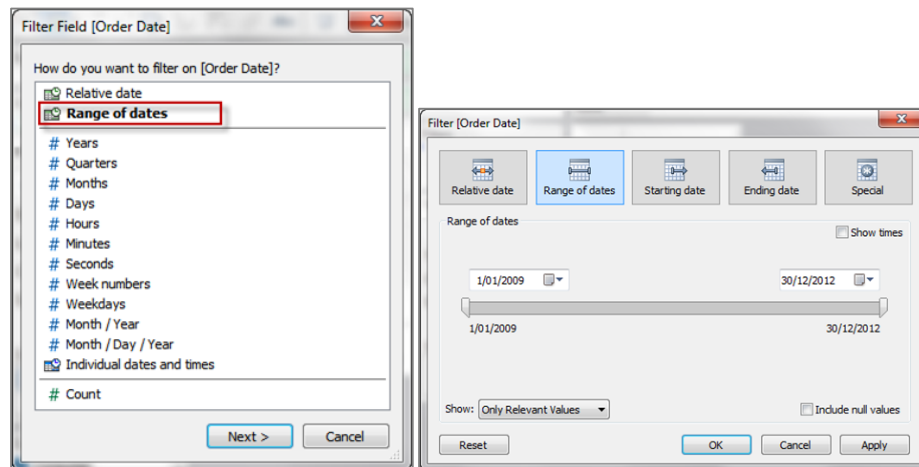 Filter Field [Order Date]
How do you want to filter on [Order Date]?
Relative date
Range of dates
# Years
# Quarters
# Months
# Days
# Hours
# Minutes
# Seconds
# Week numbers
# Weekdays
# Month / Year
# Month / Day / Year
Individual dates and times
# Count
Next >
Cancel
Filter [Order Date]
Relative date
Range of dates
Starting date
Ending date
Special
Range of dates
Show times
1/01/2009
30/12/2012
1/01/2009
30/12/2012
Show: Only Relevant Values
Include null values
Reset
OK
Cancel
Apply